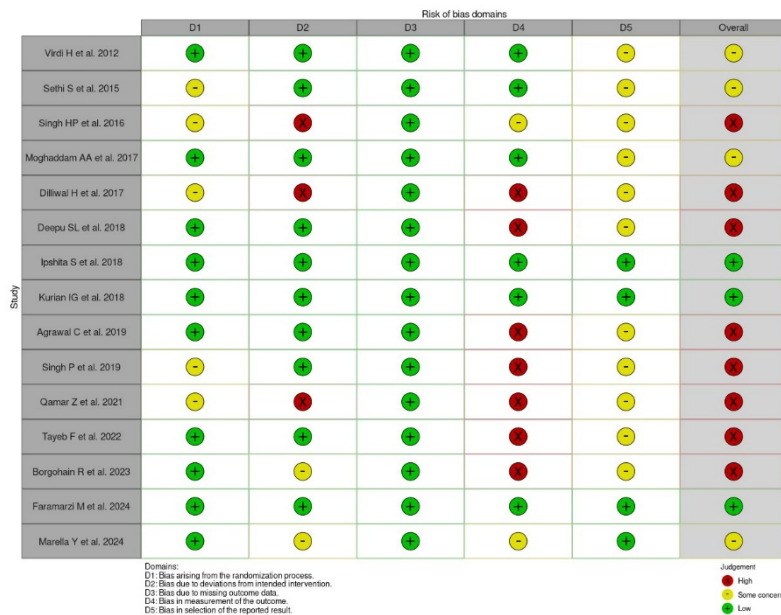 Risk of bias domains
D1 D2 D3 D4 D5 Overall
Study
Virdi H et al. 2012 + + + + - -
Sethi S et al. 2015 - + + + - -
Singh HP et al. 2016 - X + - - X
Moghaddam AA et al. 2017 + + + + - -
Dilliwal H et al. 2017 - X + X - X
Deepu SL et al. 2018 + + + X - X
Ipshita S et al. 2018 + + + + + +
Kurian IG et al. 2018 + + + + + +
Agrawal C et al. 2019 + + + X - X
Singh P et al. 2019 - + + X - X
Qamar Z et al. 2021 - X + X - X
Tayeb F et al. 2022 + + + X - X
Borgohain R et al. 2023 + - + X - X
Faramarzi M et al. 2024 + + + + + +
Marella Y et al. 2024 + - + - + -
Domains:
D1: Bias arising from the randomization process.
D2: Bias due to deviations from intended intervention.
D3: Bias due to missing outcome data.
D4: Bias in measurement of the outcome.
D5: Bias in selection of the reported result.
Judgement
X High
- Some concern
+ Low